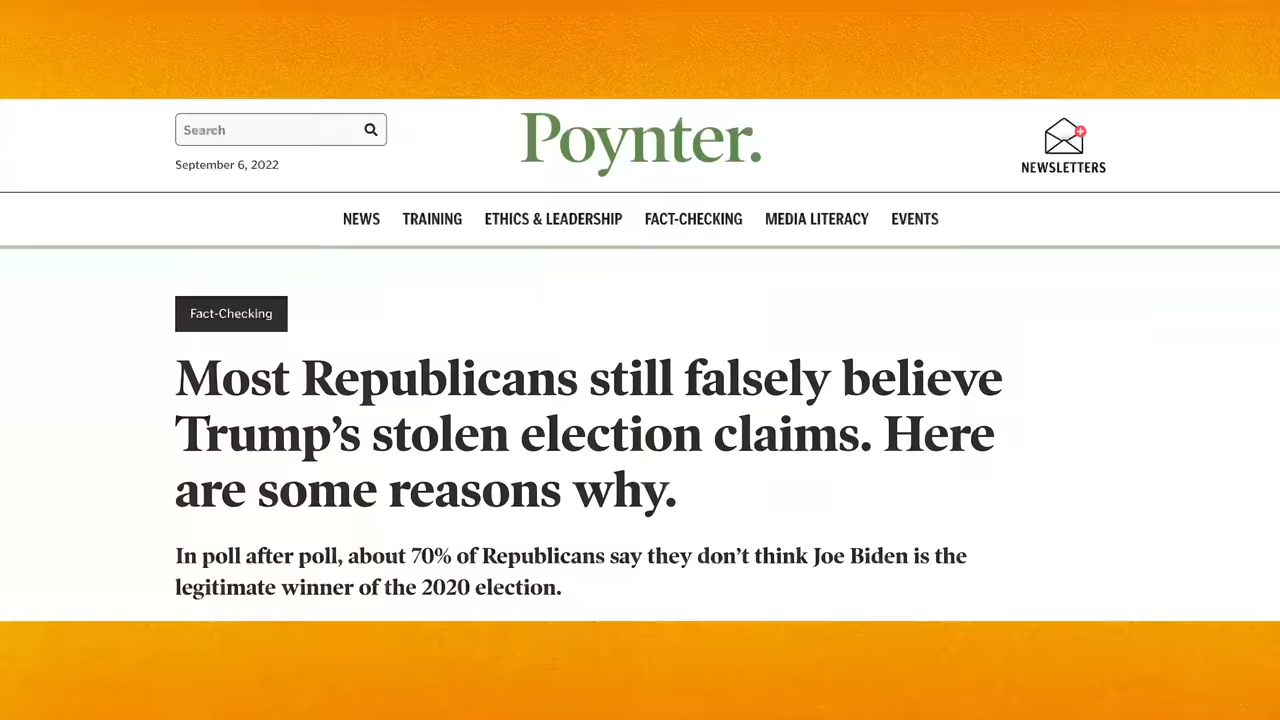 Search
September 6, 2022
Poynter.
NEWSLETTERS
NEWS TRAINING ETHICS & LEADERSHIP FACT-CHECKING MEDIA LITERACY EVENTS
Fact-Checking
Most Republicans still falsely believe
Trump’s stolen election claims. Here
are some reasons why.
In poll after poll, about 70% of Republicans say they don’t think Joe Biden is the
legitimate winner of the 2020 election.